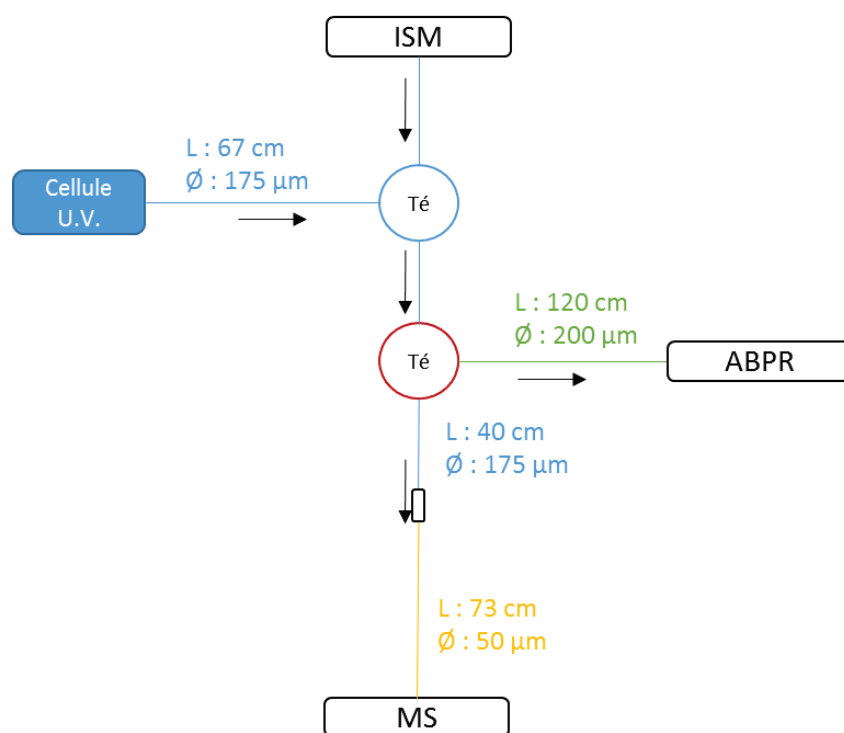 ISM
L : 67 cm
Ø : 175 µm
Cellule
U.V.
Té
L : 120 cm
Ø : 200 µm
Té
ABPR
L : 40 cm
Ø : 175 µm
L : 73 cm
Ø : 50 µm
MS